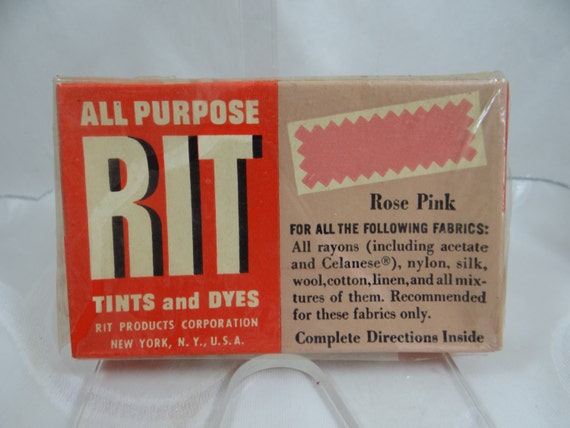 ALL PURPOSE
RIT
TINTS and DYES
RIT PRODUCTS CORPORATION
NEW YORK, N.Y., U.S.A.
Rose Pink
FOR ALL THE FOLLOWING FABRICS:
All rayons (including acetate
and Celanese®), nylon, silk,
wool,cotton,linen,and all mix-
tures of them. Recommended
for these fabrics only.
Complete Directions Inside